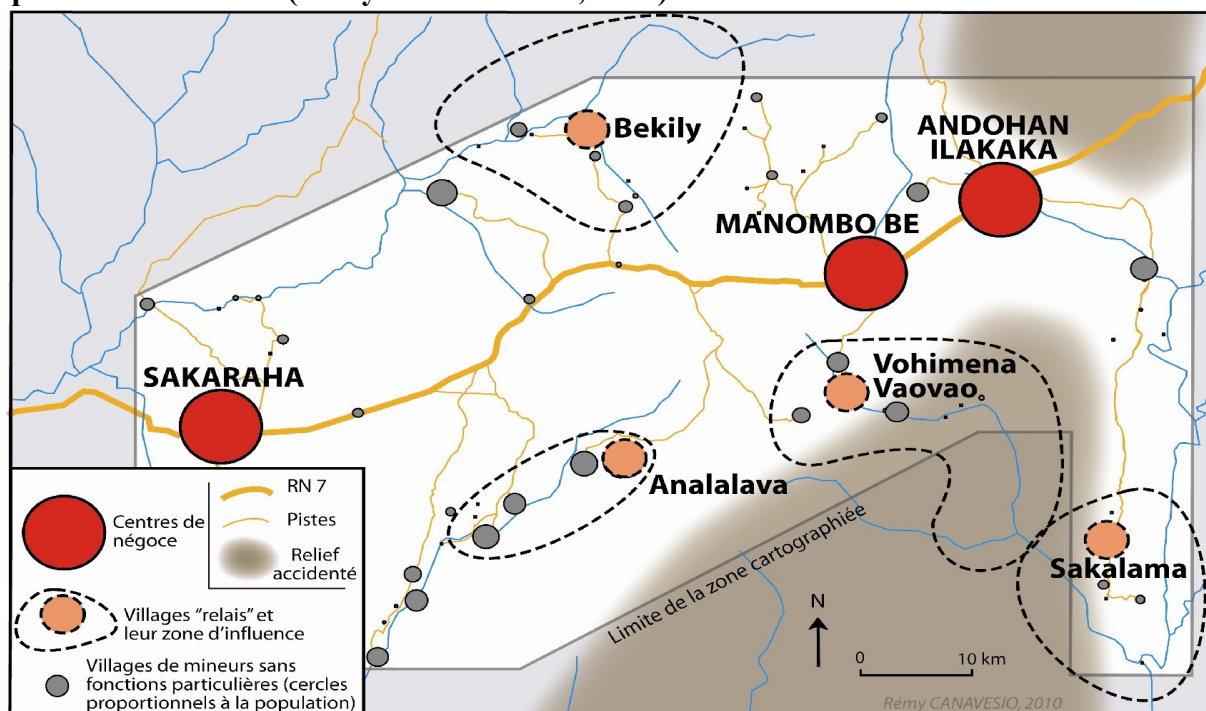 Bekily
ANDOHAN
ILAKAKA
MANOMBO BE
SAKARAHA
Vohimena
Vaovao
Analalava
Sakalama
Limite de la zone cartographiée
N
0 10 km
Rémy CANAVESIO, 2010
Centres de
négoce
RN 7
Pistes
Relief
accidenté
Villages "relais" et
leur zone d'influence
Villages de mineurs sans
fonctions particulières (cercles
proportionnels à la population)